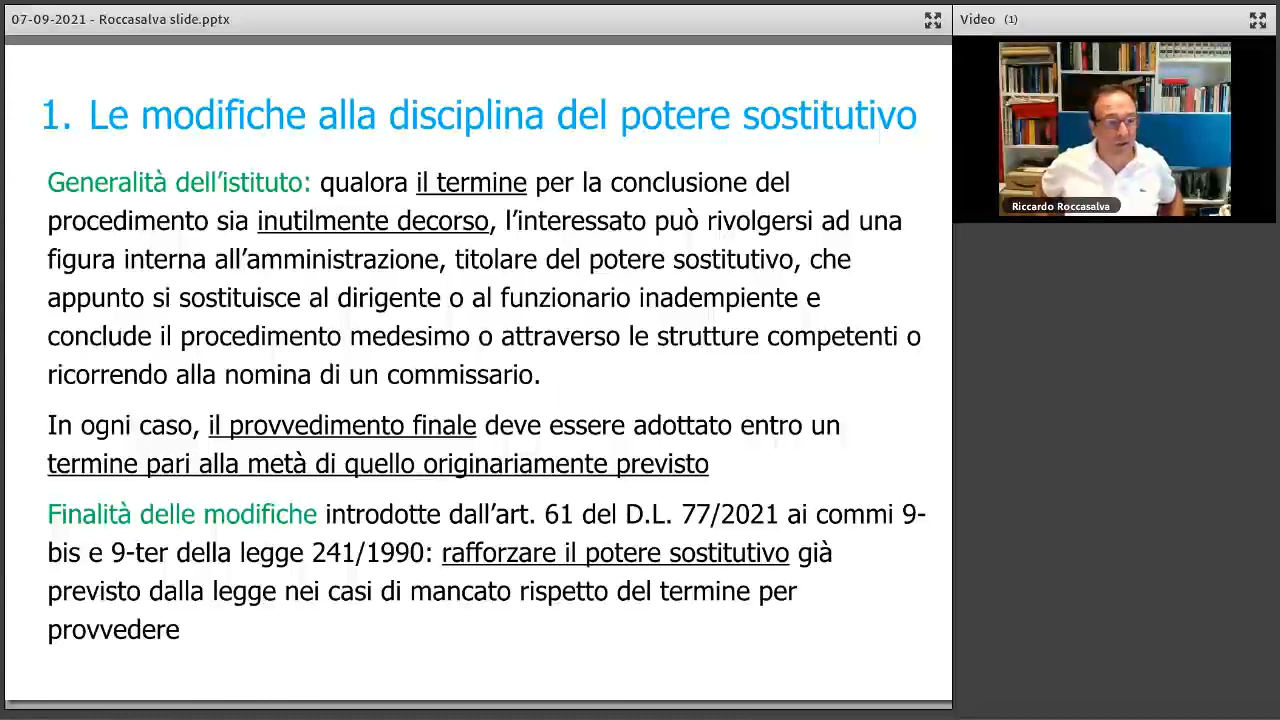 07-09-2021 - Roccasalva slide.pptx
Video (1)
Riccardo Roccasalva
1. Le modifiche alla disciplina del potere sostitutivo
Generalità dell’istituto: qualora il termine per la conclusione del
procedimento sia inutilmente decorso, l’interessato può rivolgersi ad una
figura interna all’amministrazione, titolare del potere sostitutivo, che
appunto si sostituisce al dirigente o al funzionario inadempiente e
conclude il procedimento medesimo o attraverso le strutture competenti o
ricorrendo alla nomina di un commissario.
In ogni caso, il provvedimento finale deve essere adottato entro un
termine pari alla metà di quello originariamente previsto
Finalità delle modifiche introdotte dall’art. 61 del D.L. 77/2021 ai commi 9-
bis e 9-ter della legge 241/1990: rafforzare il potere sostitutivo già
previsto dalla legge nei casi di mancato rispetto del termine per
provvedere